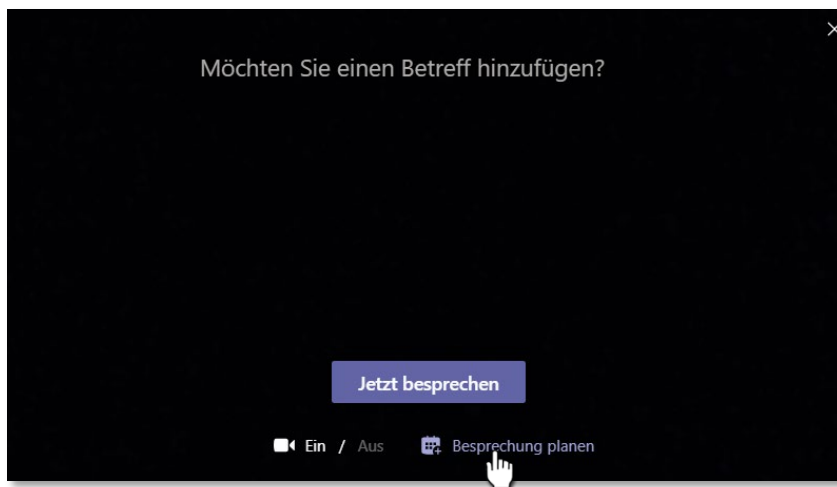 Möchten Sie einen Betreff hinzufügen?
Jetzt besprechen
Ein / Aus Besprechung planen